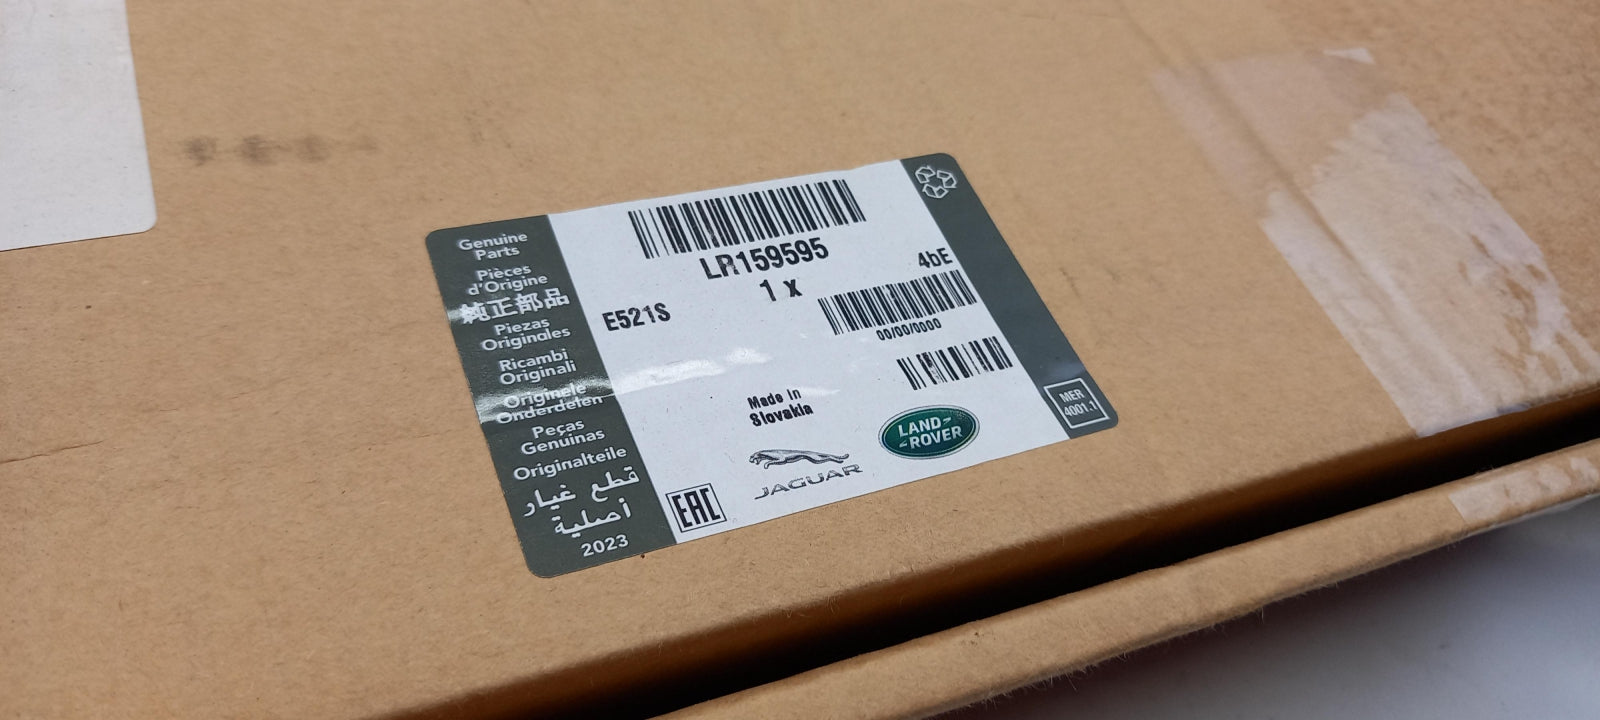 Genuine
Parts
Pièces
d'Origine
純正部品
Piezas
Originales
Ricambi
Originali
Originele
Onderdelen
Peças
Genuinas
Originalteile
قطع غيار
أصلية
2023
LR159595
1 x
4bE
E521S
00/00/0000
Made in
Slovakia
JAGUAR
LAND
ROVER
EAC
MER
4001.1